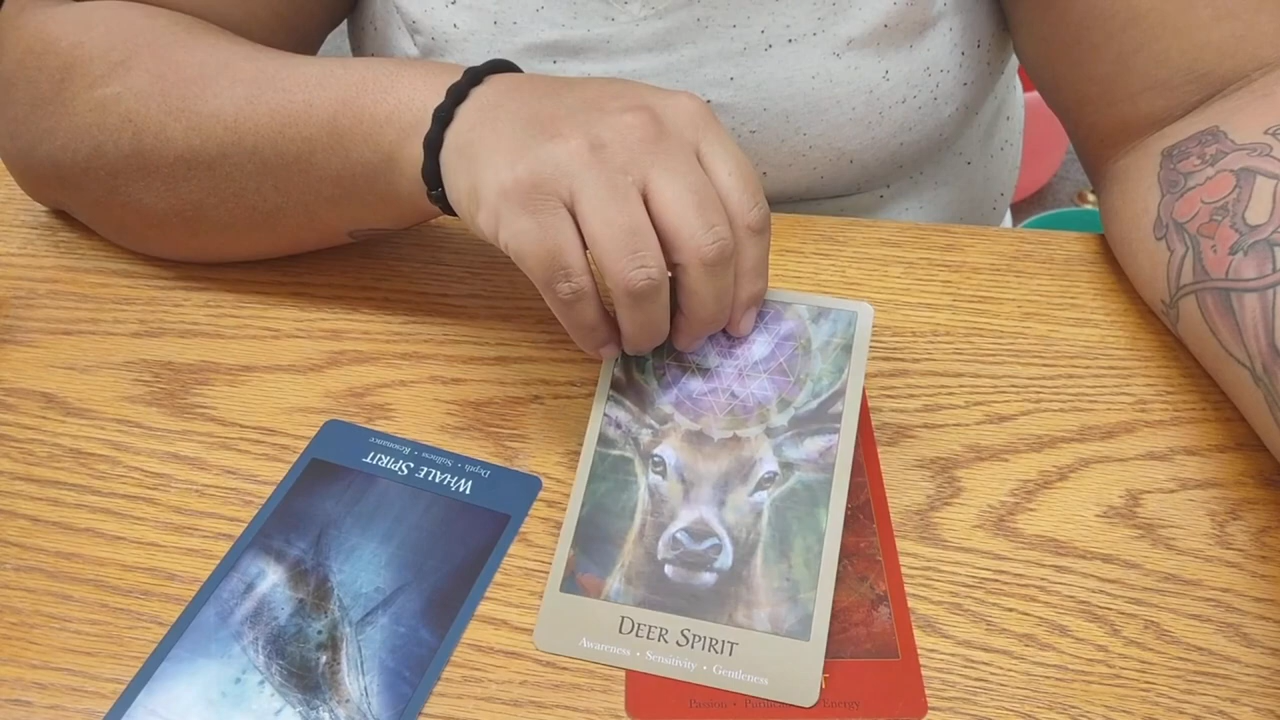 Depth • Stillness • Resonance
WHALE SPIRIT
DEER SPIRIT
Awareness • Sensitivity • Gentleness
T
Passion • Energy